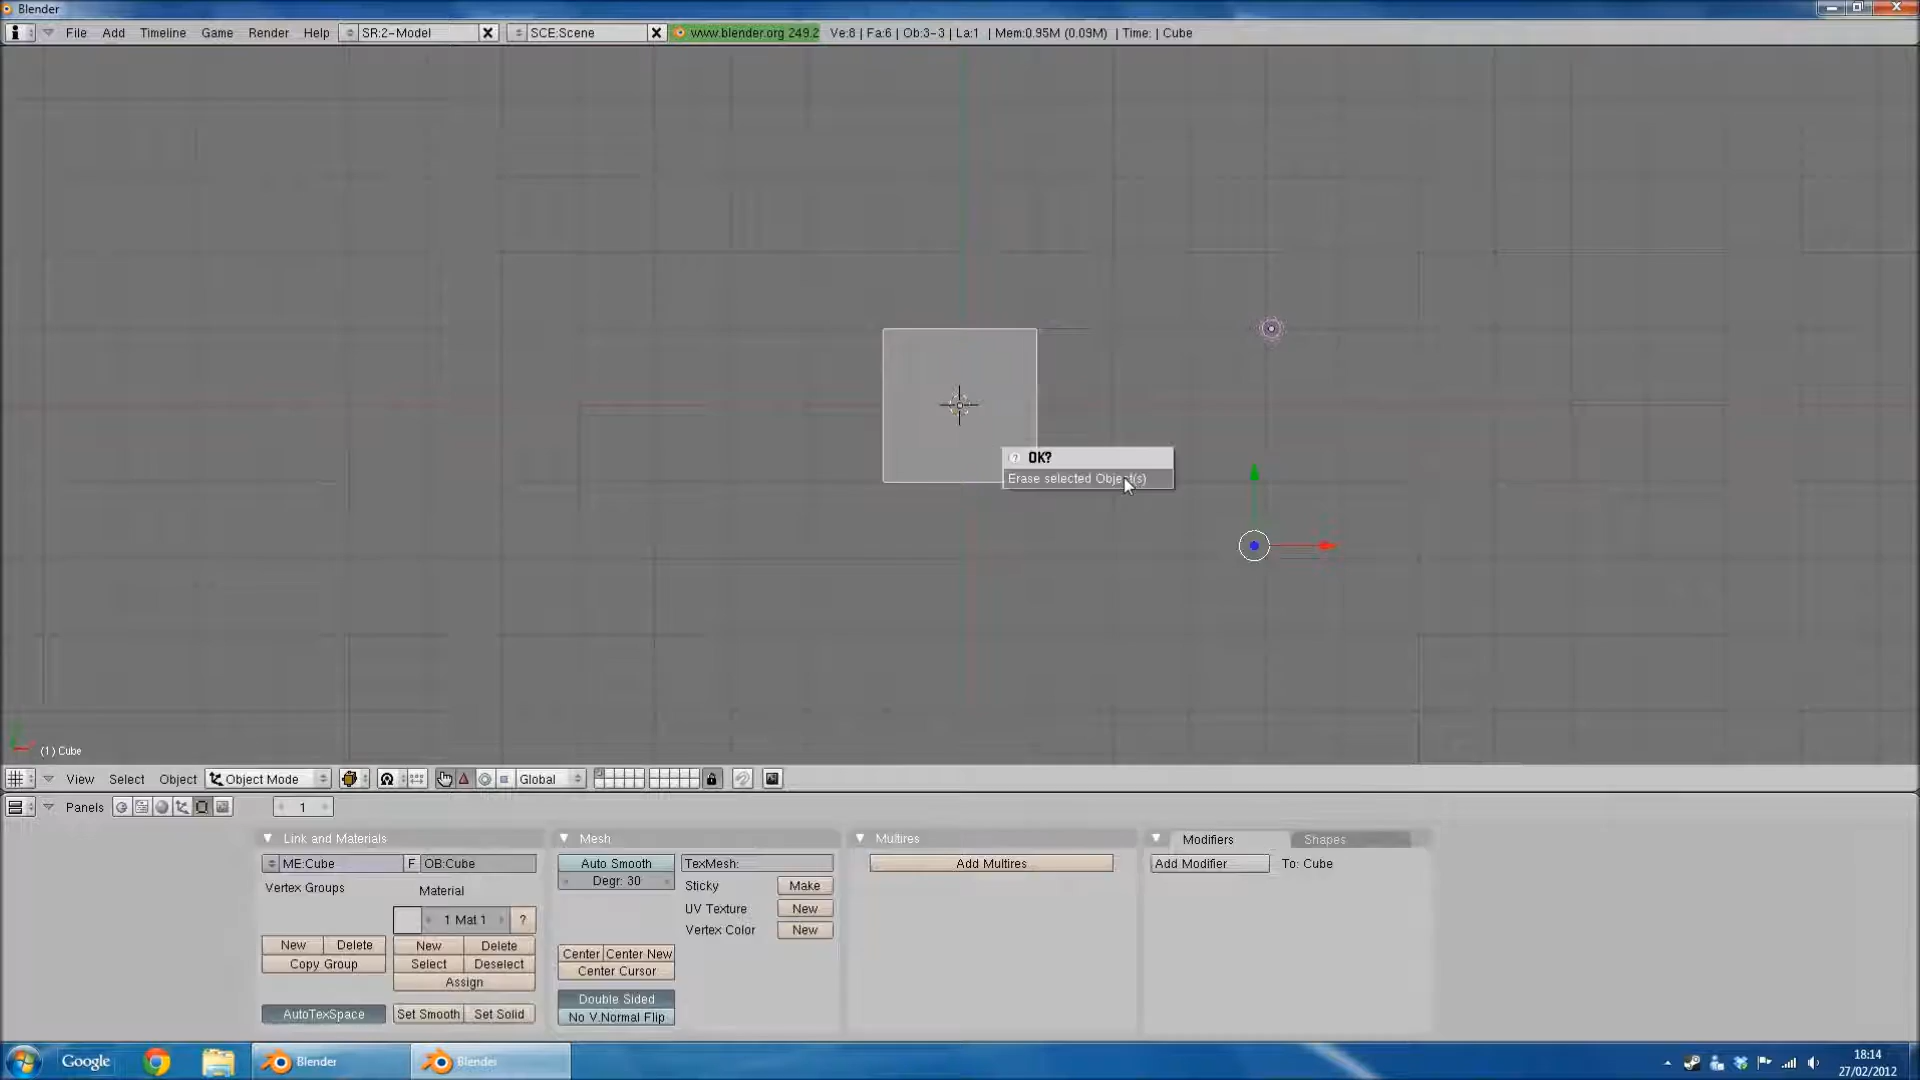 Blender
File Add Timeline Game Render Help SR:2-Model SCE:Scene www.blender.org 249.2 Ve:8 | Fa:6 | Ob:3-3 | La:1 | Mem:0.95M (0.09M) | Time: | Cube
OK?
Erase selected Object(s)
(1) Cube
View Select Object Object Mode Global
Panels 1
Link and Materials Mesh Multires Modifiers Shapes
ME:Cube F OB:Cube Auto Smooth TexMesh: Add Multires Add Modifier To: Cube
Degr: 30
Vertex Groups Material Sticky Make
1 Mat 1 ? UV Texture New
Vertex Color New
New Delete New Delete Center Center New
Copy Group Select Deselect Center Cursor
Assign
Double Sided
AutoTexSpace Set Smooth Set Solid No V.Normal Flip
Google Blender Blender 18:14
27/02/2012